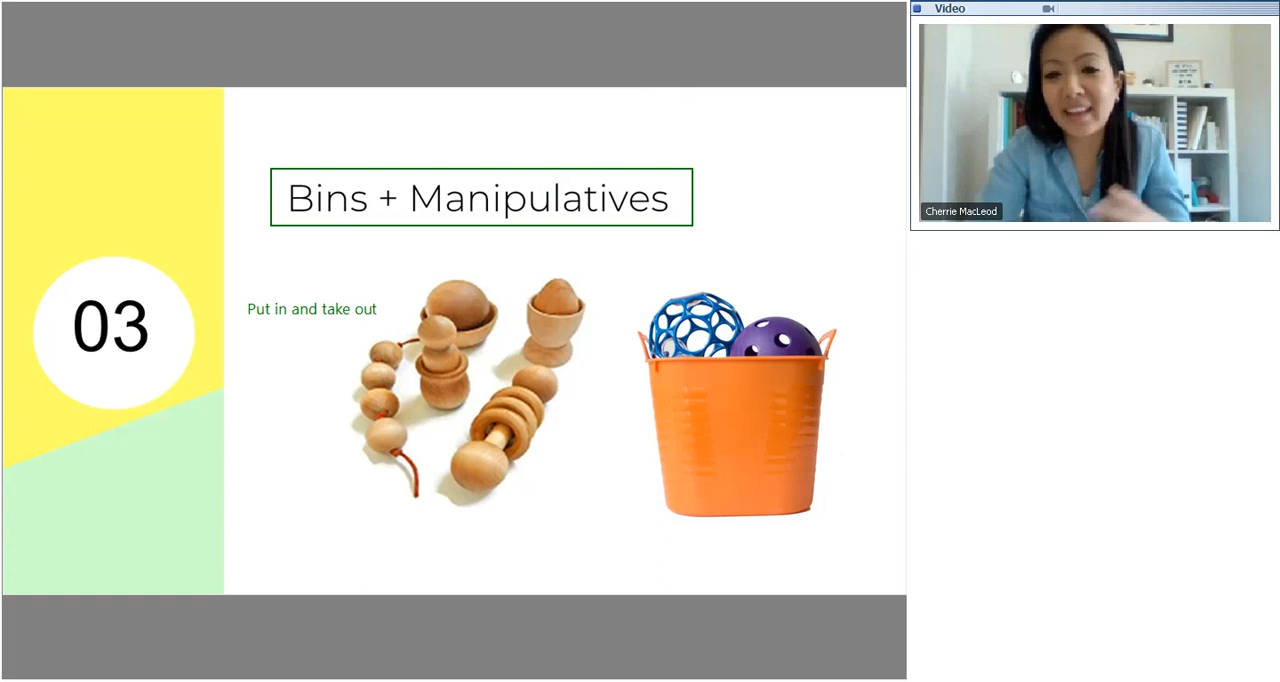 Video
Cherrie MacLeod
Bins + Manipulatives
Put in and take out
03